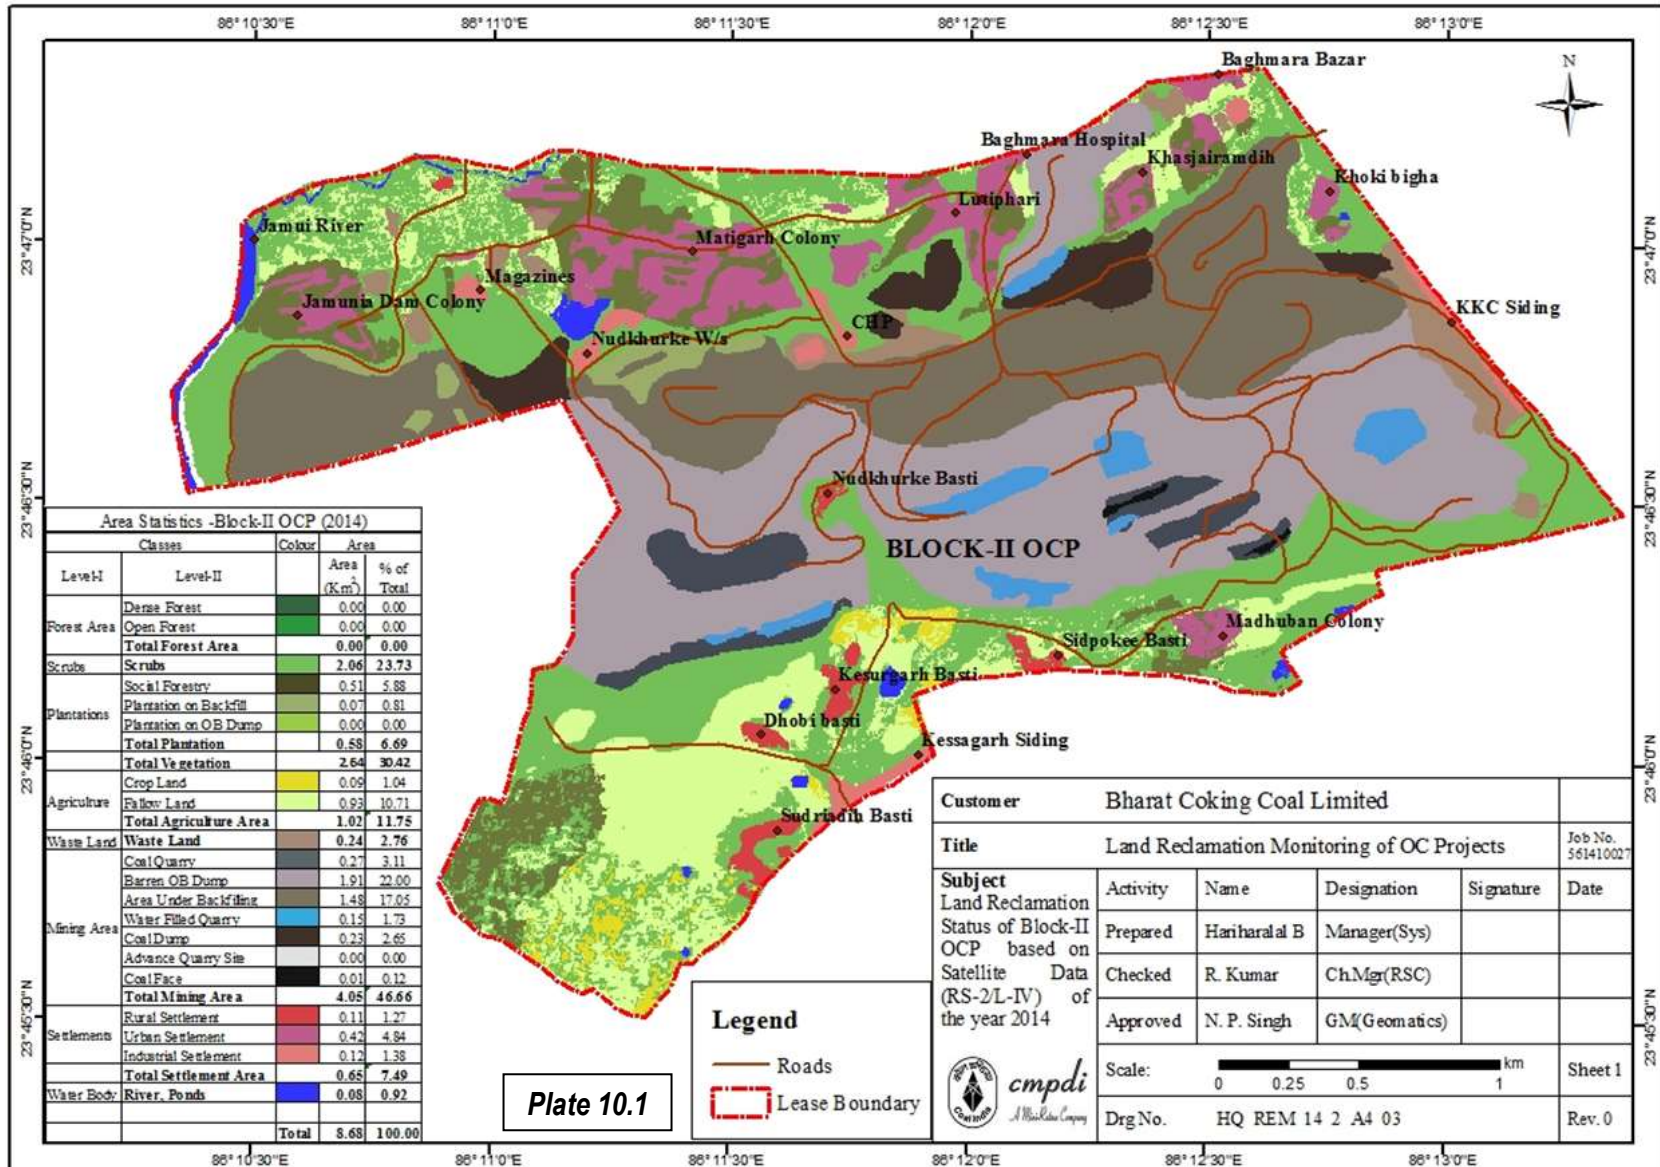 86°10'30"E 86°11'0"E 86°11'30"E 86°12'0"E 86°12'30"E 86°13'0"E
N
23°47'0"N 23°46'30"N 23°46'0"N 23°45'30"N
23°47'0"N 23°46'30"N 23°46'0"N 23°45'30"N
Baghmara Bazar
Baghmara Hospital
Khasjairamdih
Khoki bigha
Lutiphari
Jamui River
Matigarh Colony
Magazines
Jamunia Dam Colony
KKC Siding
CHP
Nudkhurke W/s
Nudkhurke Basti
BLOCK-II OCP
Madhuban Colony
Sidpokee Basti
Kesurgarh Basti
Dhobi basti
Kessagarh Siding
Sudriadih Basti
Area Statistics -Block-II OCP (2014)
Classes Colour Area
Level-I Level-II Area (Km²) % of Total
Forest Area
Dense Forest 0.00 0.00
Open Forest 0.00 0.00
Total Forest Area 0.00 0.00
Scrubs Scrubs 2.06 23.73
Plantations
Social Forestry 0.51 5.88
Plantation on Backfill 0.07 0.81
Plantation on OB Dump 0.00 0.00
Total Plantation 0.58 6.69
Total Vegetation 2.64 30.42
Agriculture
Crop Land 0.09 1.04
Fallow Land 0.93 10.71
Total Agriculture Area 1.02 11.75
Waste Land Waste Land 0.24 2.76
Mining Area
Coal Quarry 0.27 3.11
Barren OB Dump 1.91 22.00
Area Under Backfilling 1.48 17.05
Water Filled Quarry 0.15 1.73
Coal Dump 0.23 2.65
Advance Quarry Site 0.00 0.00
Coal Face 0.01 0.12
Total Mining Area 4.05 46.66
Settlements
Rural Settlement 0.11 1.27
Urban Settlement 0.42 4.84
Industrial Settlement 0.12 1.38
Total Settlement Area 0.65 7.49
Water Body River, Ponds 0.08 0.92
Total 8.68 100.00
Plate 10.1
Legend
Roads
Lease Boundary
Customer Bharat Coking Coal Limited
Title Land Reclamation Monitoring of OC Projects Job No. 561410027
Subject
Land Reclamation
Status of Block-II
OCP based on
Satellite Data
(RS-2/L-IV) of
the year 2014
Activity Name Designation Signature Date
Prepared Hariharalal B Manager(Sys)
Checked R. Kumar Ch.Mgr(RSC)
Approved N. P. Singh GM(Geomatics)
Coal India
cmpdi
A Mini Ratna Company
Scale: 0 0.25 0.5 1 km Sheet 1
Drg No. HQ REM 14 2 A4 03 Rev. 0
86°10'30"E 86°11'0"E 86°11'30"E 86°12'0"E 86°12'30"E 86°13'0"E